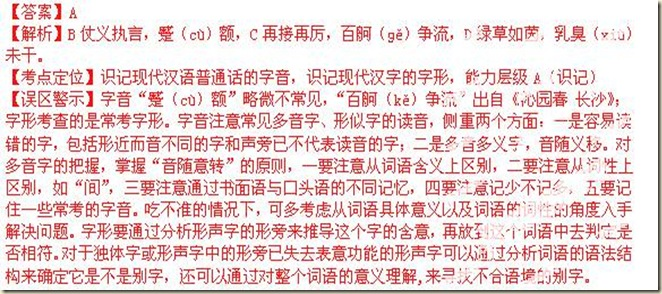 【答案】A
【解析】B 仗义执言，蹙（cù）额，C 再接再厉，百舸（gě）争流，D 绿草如茵，乳臭（xiù）
未干。
【考点定位】识记现代汉语普通话的字音，识记现代汉字的字形，能力层级 A（识记）
【误区警示】字音“蹙（cù）额”略微不常见，“百舸（kě）争流”出自《沁园春 长沙》；
字形考查的是常考字形。字音注意常见多音字、形似字的读音，侧重两个方面：一是容易读
错的字，包括形近而音不同的字和声旁已不代表读音的字；二是多音多义字，音随义移。对
多音字的把握，掌握“音随意转”的原则，一要注意从词语含义上区别，二要注意从词性上
区别，如“间”，三要注意通过书面语与口头语的不同记忆，四要注意记少不记多，五要记
住一些常考的字音。吃不准的情况下，可多考虑从词语具体意义以及词语的词性的角度入手
解决问题。字形要通过分析形声字的形旁来推导这个字的含意，再放到这个词语中去判定是
否相符。对于独体字或形声字中的形旁已失去表意功能的形声字可以通过分析词语的语法结
构来确定它是不是别字，还可以通过对整个词语的意义理解,来寻找不合语境的别字。